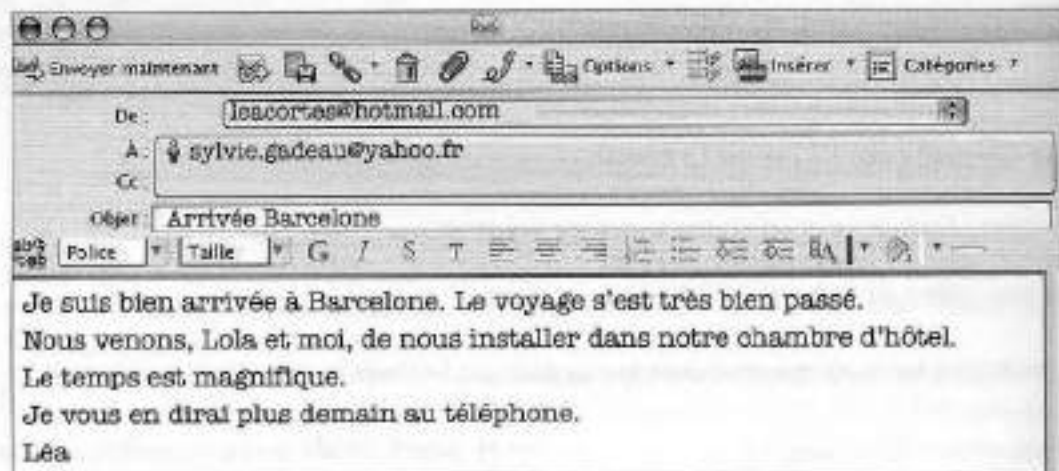 Envoyer maintenant Options Insérer Catégories
De : leacortes@hotmail.com
À : sylvie.gadeau@yahoo.fr
Cc :
Objet : Arrivée Barcelone
Police Taille G I S T
Je suis bien arrivée à Barcelone. Le voyage s'est très bien passé.
Nous venons, Lola et moi, de nous installer dans notre chambre d'hôtel.
Le temps est magnifique.
Je vous en dirai plus demain au téléphone.
Léa